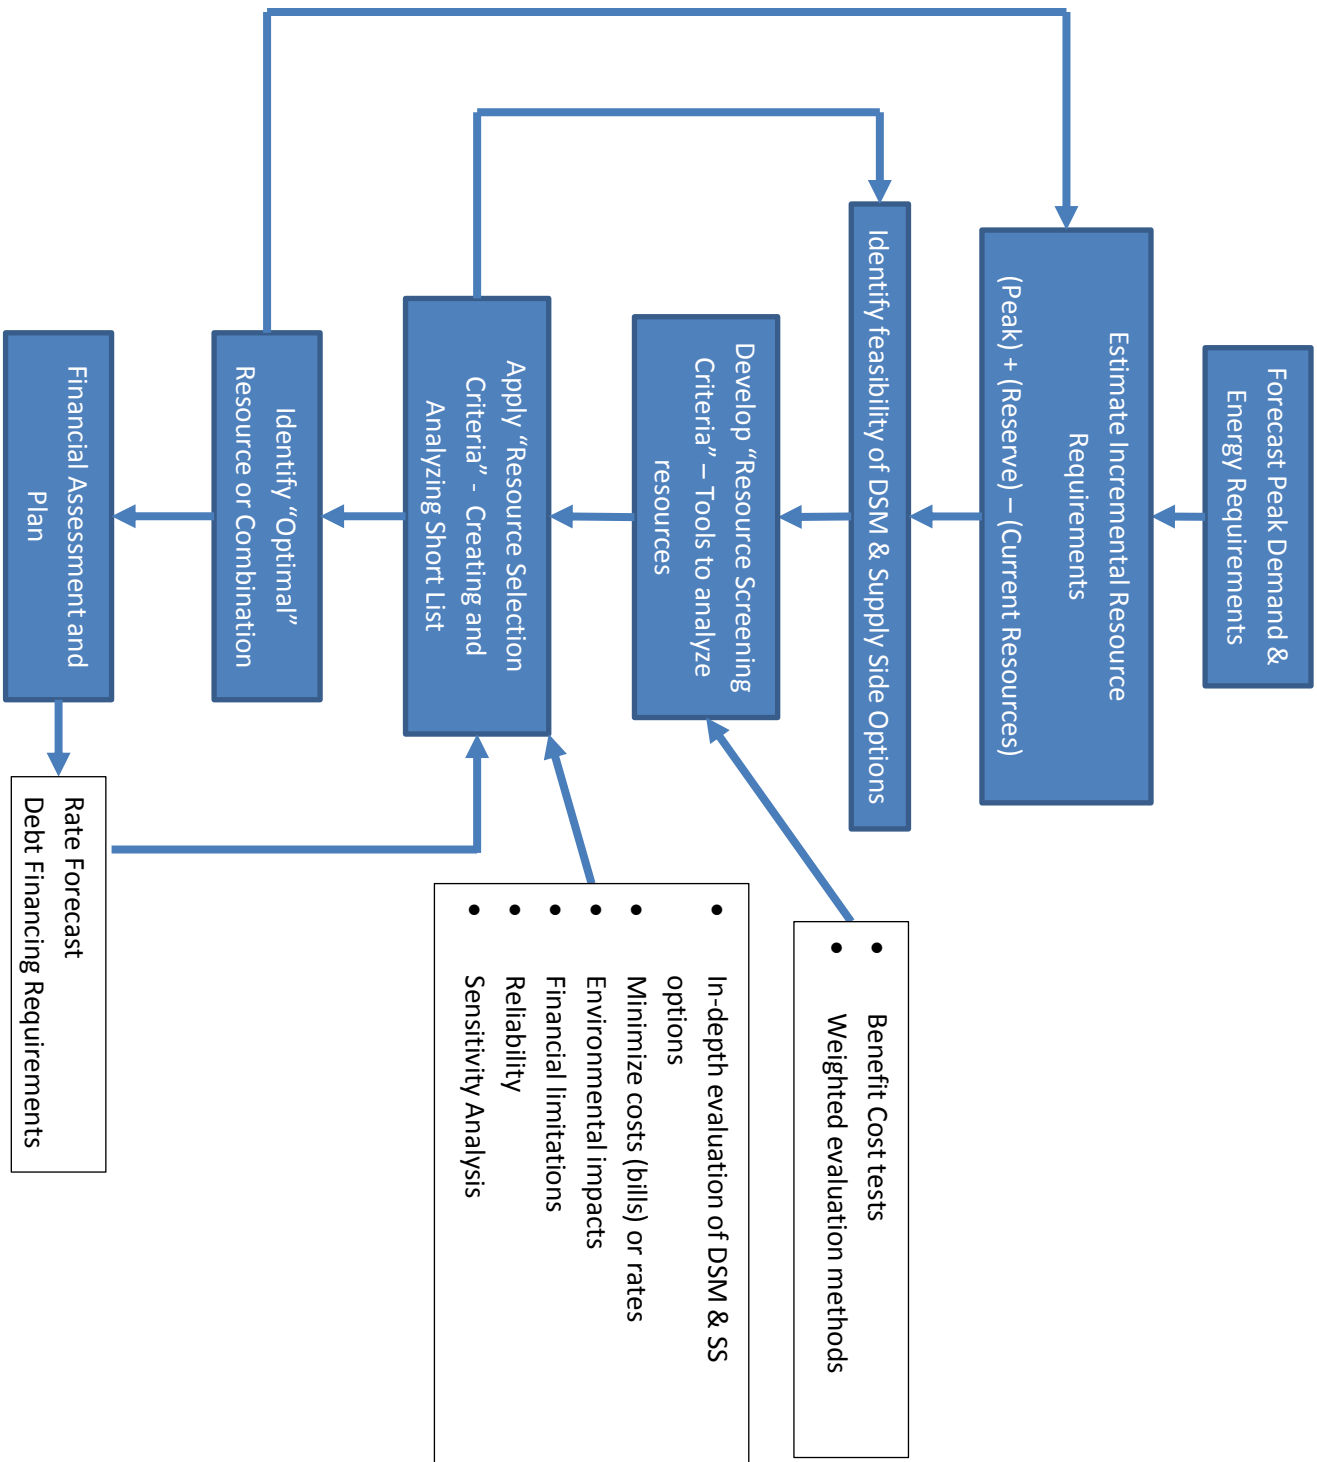 Forecast Peak Demand &
Energy Requirements
Estimate Incremental Resource
Requirements
(Peak) + (Reserve) – (Current Resources)
Identify feasibility of DSM & Supply Side Options
Develop “Resource Screening
Criteria” – Tools to analyze
resources
• Benefit Cost tests
• Weighted evaluation methods
Apply “Resource Selection
Criteria” - Creating and
Analyzing Short List
• In-depth evaluation of DSM & SS
options
• Minimize costs (bills) or rates
• Environmental impacts
• Financial limitations
• Reliability
• Sensitivity Analysis
Identify “Optimal”
Resource or Combination
Financial Assessment and
Plan
Rate Forecast
Debt Financing Requirements